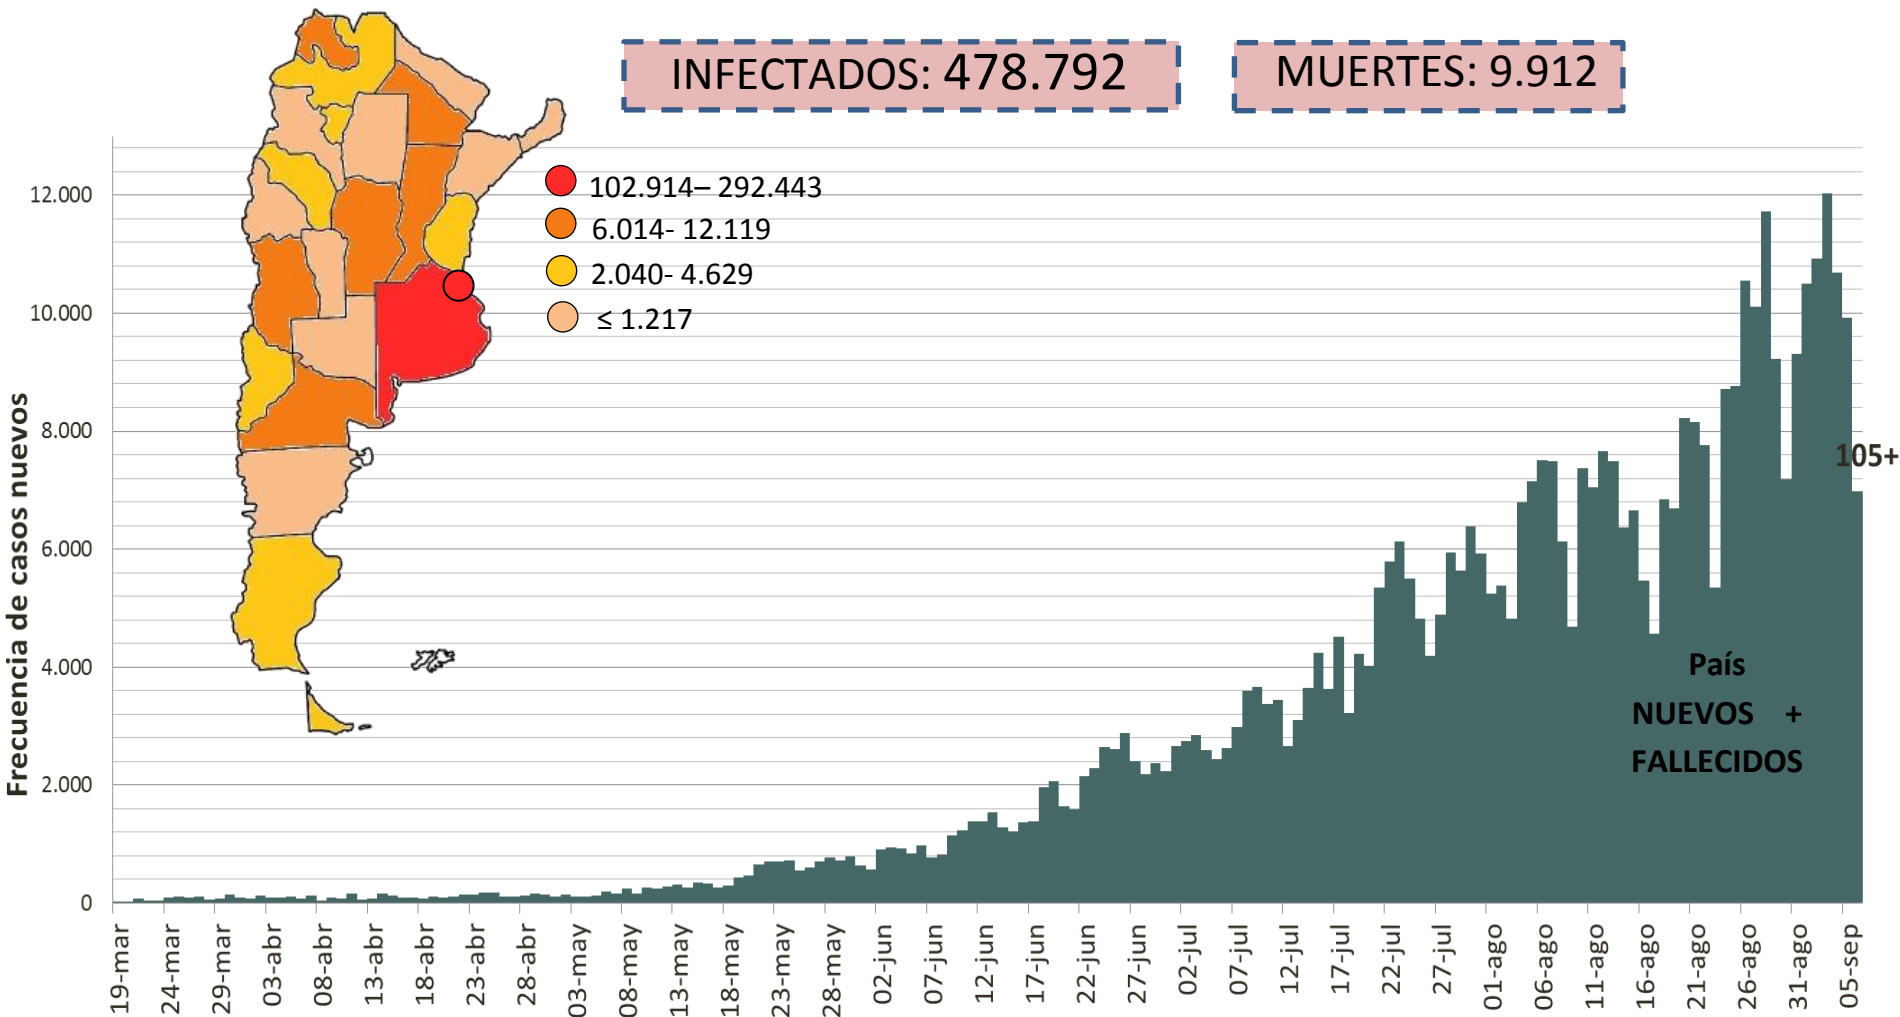 INFECTADOS: 478.792
MUERTES: 9.912
102.914– 292.443
6.014- 12.119
2.040- 4.629
≤ 1.217
Frecuencia de casos nuevos
12.000
10.000
8.000
6.000
4.000
2.000
0
105+
País
NUEVOS +
FALLECIDOS
19-mar
24-mar
29-mar
03-abr
08-abr
13-abr
18-abr
23-abr
28-abr
03-may
08-may
13-may
18-may
23-may
28-may
02-jun
07-jun
12-jun
17-jun
22-jun
27-jun
02-jul
07-jul
12-jul
17-jul
22-jul
27-jul
01-ago
06-ago
11-ago
16-ago
21-ago
26-ago
31-ago
05-sep